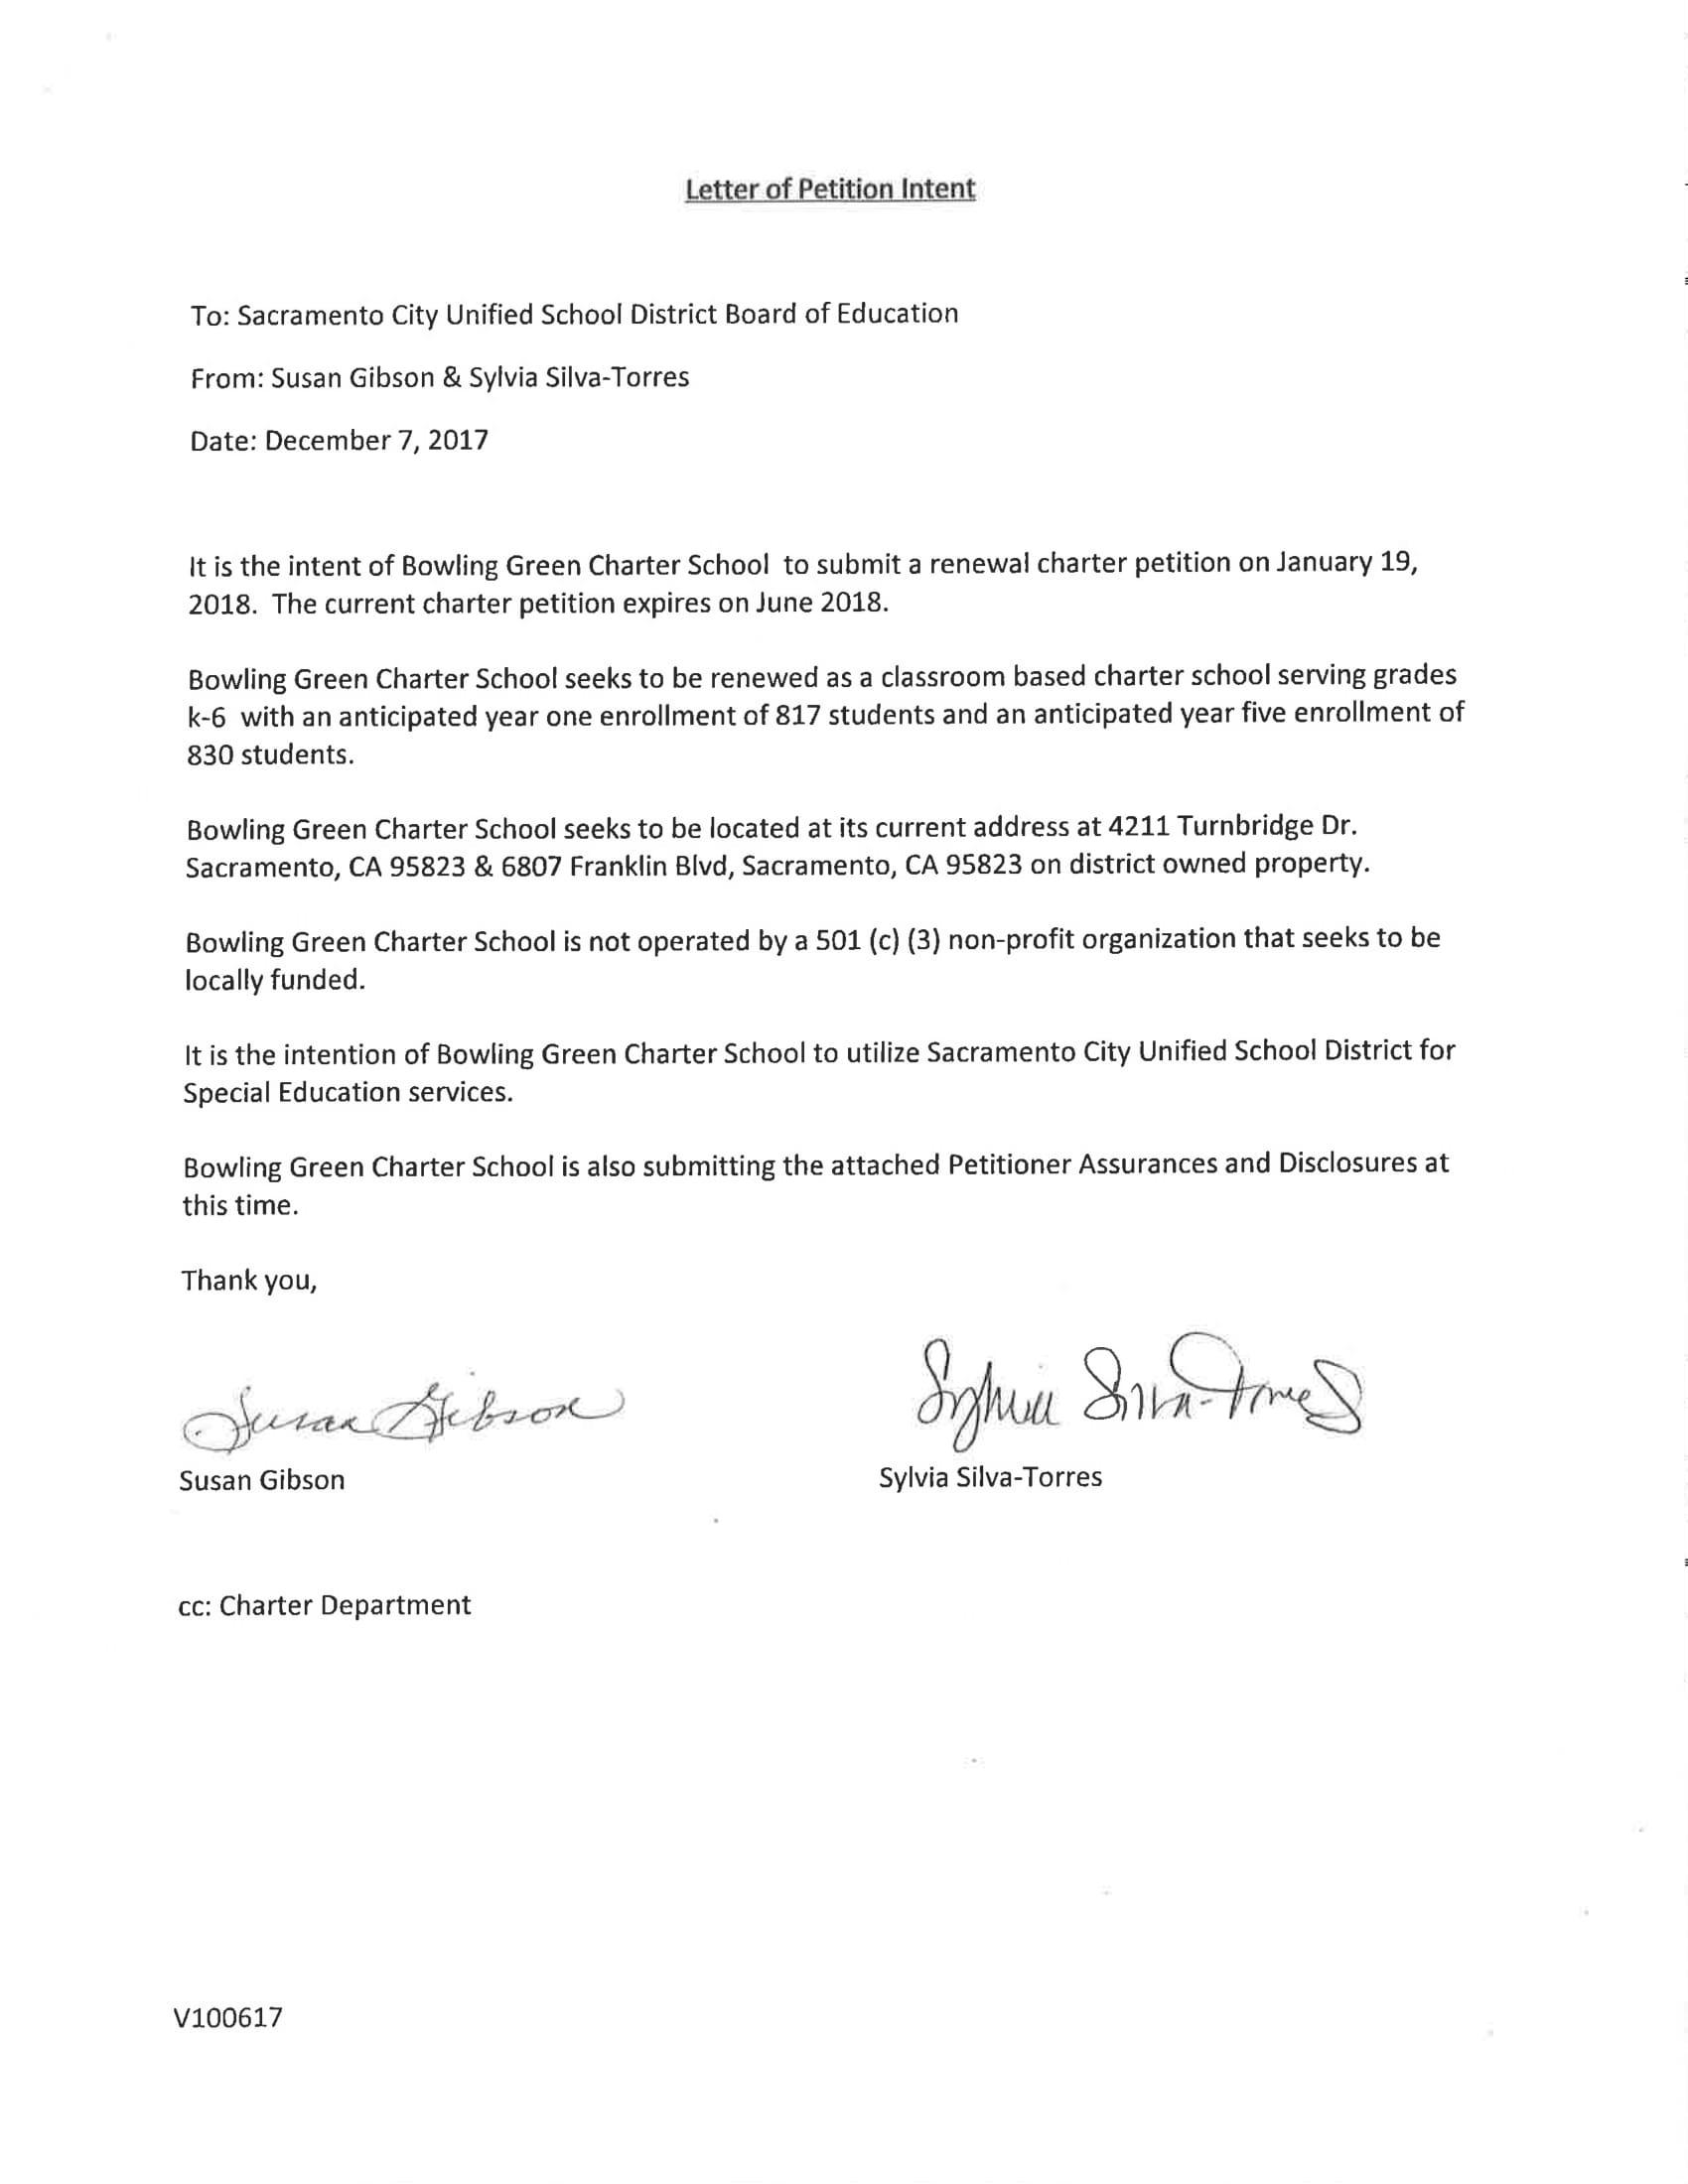 Letter of Petition Intent
To: Sacramento City Unified School District Board of Education
From: Susan Gibson & Sylvia Silva-Torres
Date: December 7, 2017
It is the intent of Bowling Green Charter School to submit a renewal charter petition on January 19,
2018. The current charter petition expires on June 2018.
Bowling Green Charter School seeks to be renewed as a classroom based charter school serving grades
k-6 with an anticipated year one enrollment of 817 students and an anticipated year five enrollment of
830 students.
Bowling Green Charter School seeks to be located at its current address at 4211 Turnbridge Dr.
Sacramento, CA 95823 & 6807 Franklin Blvd, Sacramento, CA 95823 on district owned property.
Bowling Green Charter School is not operated by a 501 (c) (3) non-profit organization that seeks to be
locally funded.
It is the intention of Bowling Green Charter School to utilize Sacramento City Unified School District for
Special Education services.
Bowling Green Charter School is also submitting the attached Petitioner Assurances and Disclosures at
this time.
Thank you,
Susan Gibson Sylvia Silva-Torres
Susan Gibson Sylvia Silva-Torres
cc: Charter Department
V100617